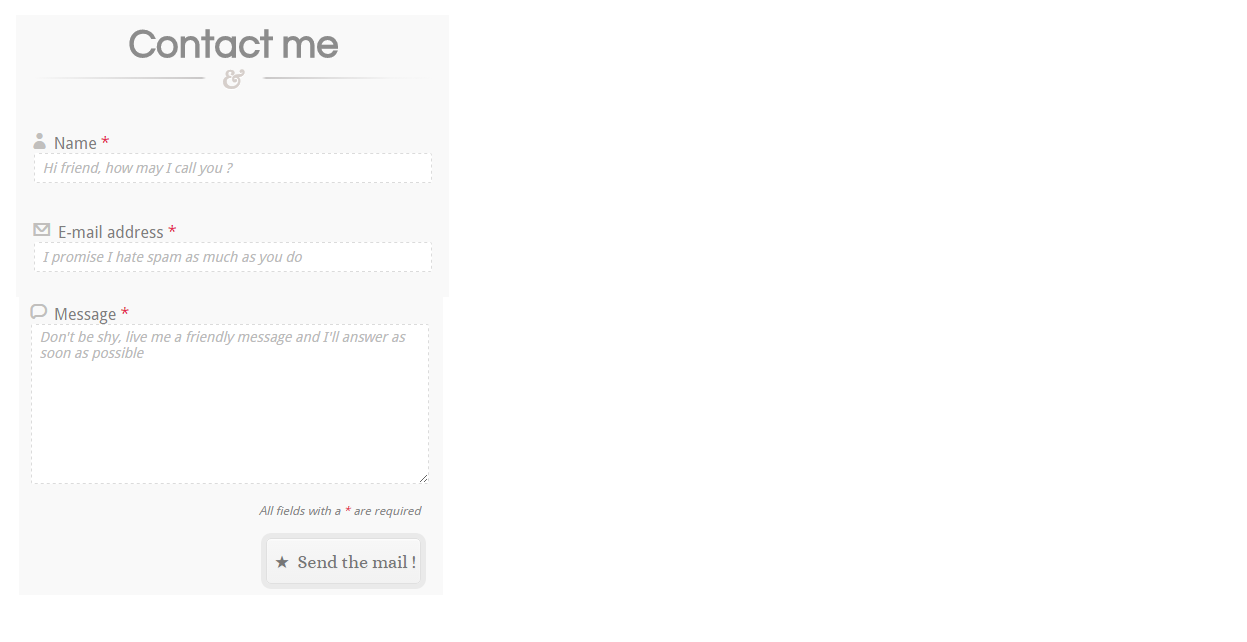 Contact me
&
Name *
Hi friend, how may I call you ?
E-mail address *
I promise I hate spam as much as you do
Message *
Don't be shy, live me a friendly message and I'll answer as
soon as possible
All fields with a * are required
★ Send the mail !